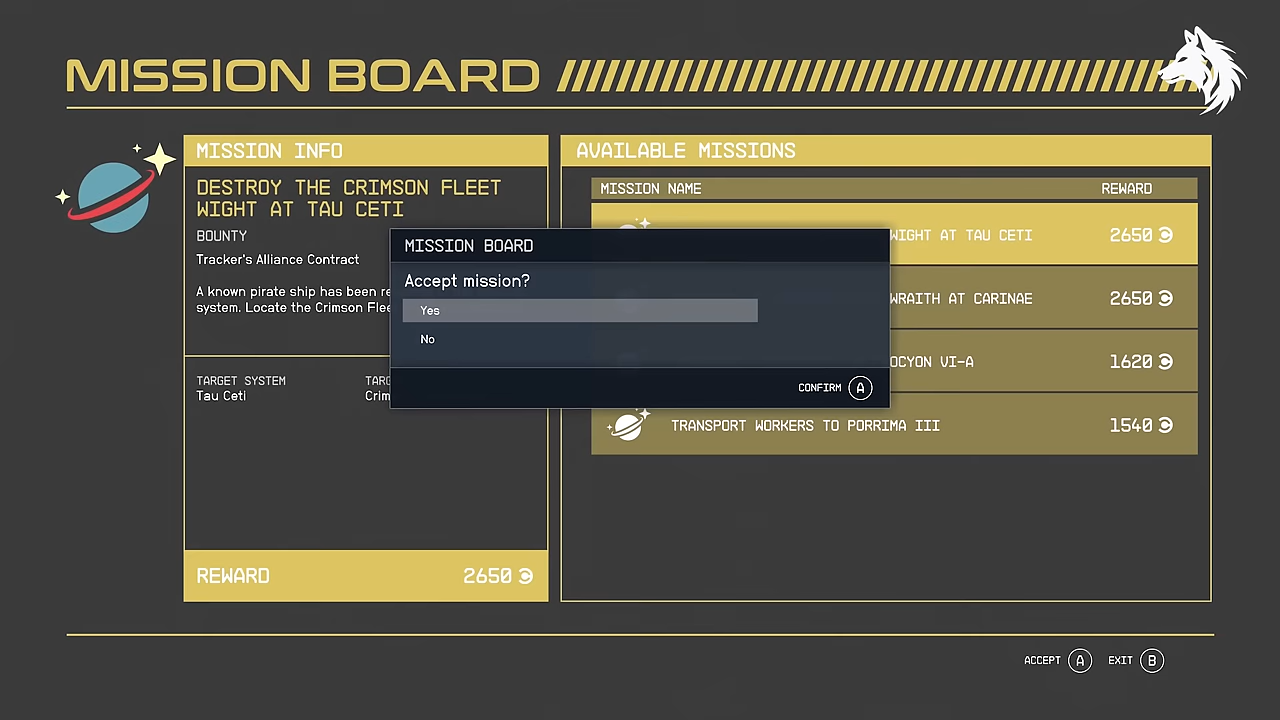 MISSION BOARD
MISSION INFO
DESTROY THE CRIMSON FLEET
WIGHT AT TAU CETI
BOUNTY
Tracker's Alliance Contract
A known pirate ship has been
system. Locate the Crimson
TARGET SYSTEM
Tau Ceti
REWARD 2650
AVAILABLE MISSIONS
MISSION NAME REWARD
WIGHT AT TAU CETI 2650
WRAITH AT CARINAE 2650
VI-A 1620
TRANSPORT WORKERS TO PORRIMA III 1540
MISSION BOARD
Accept mission?
Yes
No
CONFIRM A
ACCEPT A EXIT B